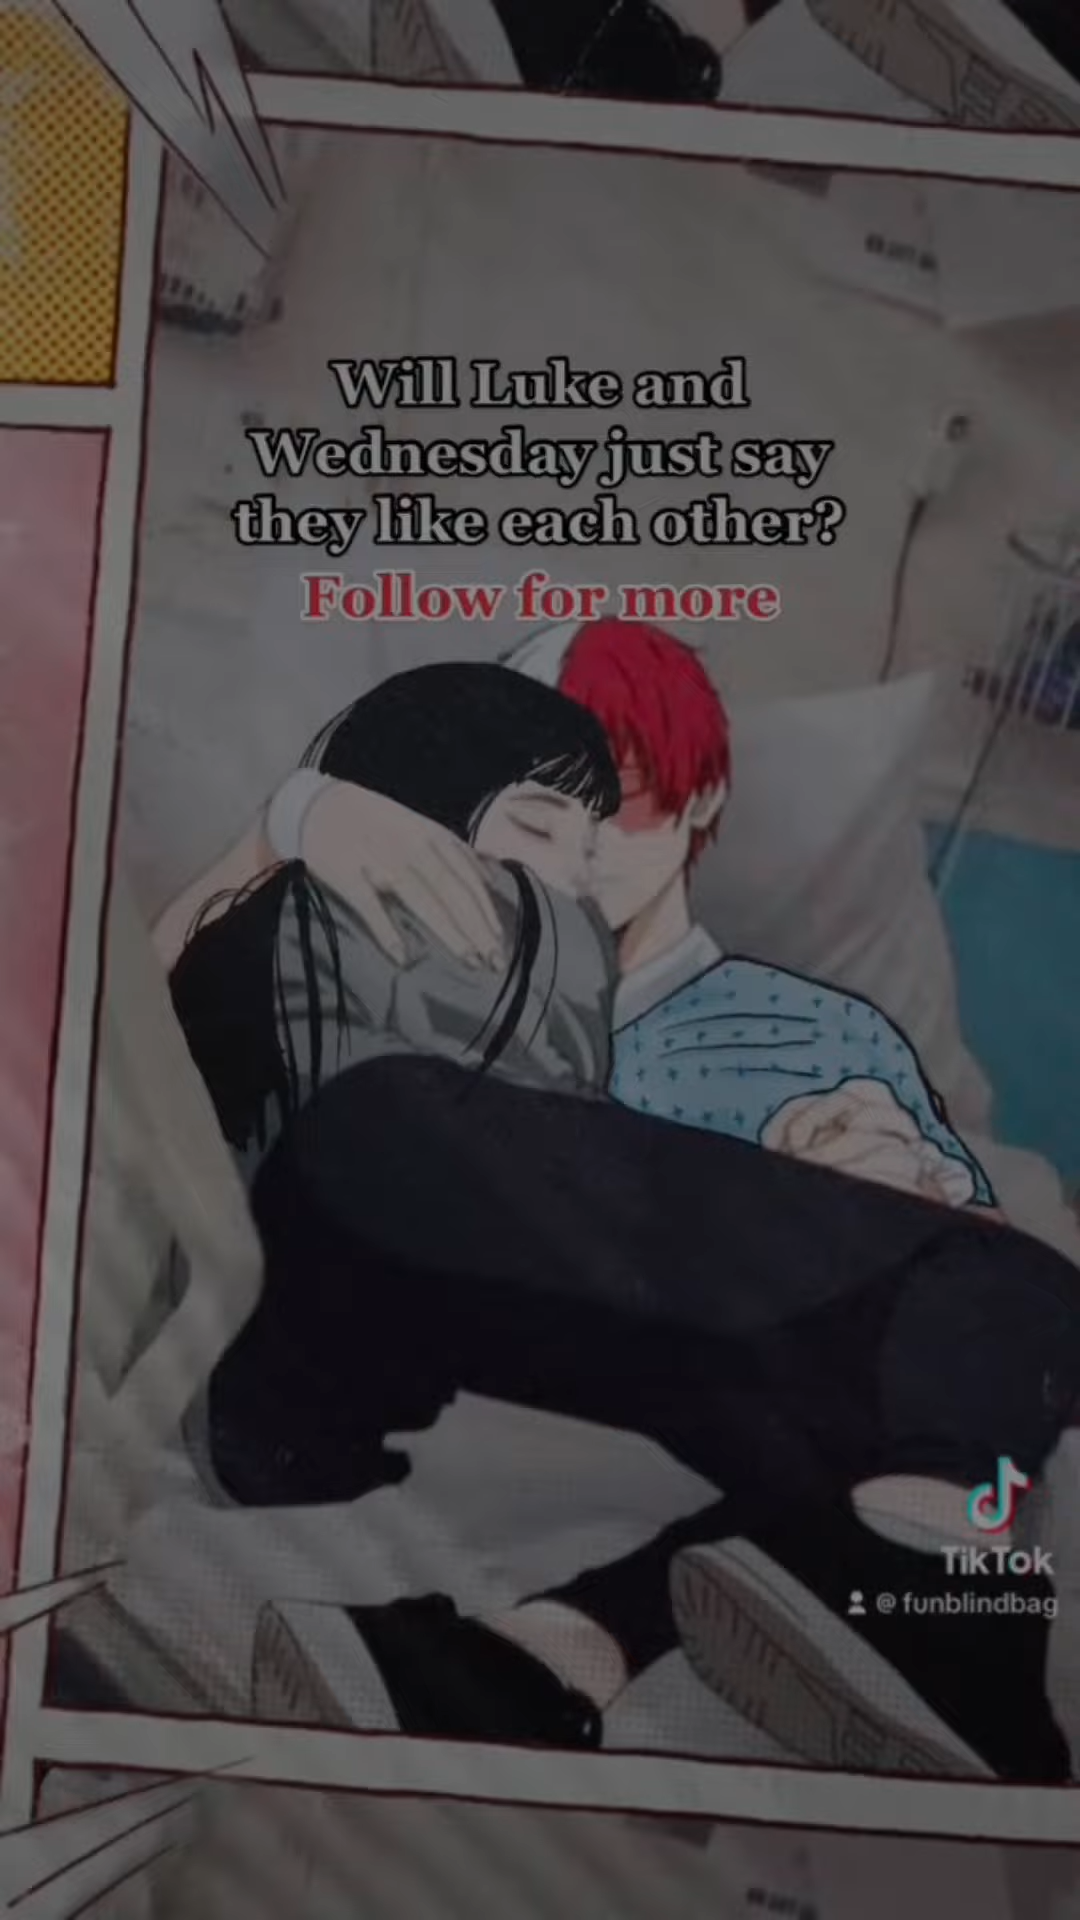 Will Luke and
Wednesday just say
they like each other?
Follow for more
TikTok
@ funblindbag